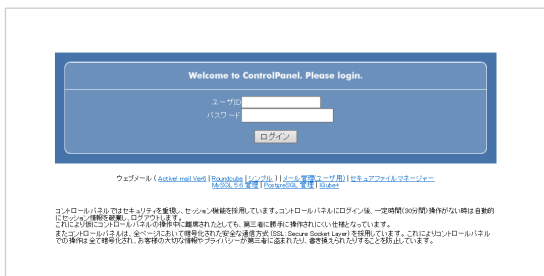 Welcome to ControlPanel. Please login.
ユーザID
パスワード
ログイン
ウェブメール ( Active! mail Ver6 | Roundcube | シンプル ) | メール管理(ユーザ用) | セキュアファイルマネージャー
MySQL 5.6 管理 | PostgreSQL 管理 | iQube+
コントロールパネルではセキュリティを重視し、セッション機能を採用しています。コントロールパネルにログイン後、一定時間(30分間)操作がない時は自動的
にセッション情報を破棄し、ログアウトします。
これにより仮にコントロールパネルの操作中に離席されたとしても、第三者に勝手に操作されにくい仕様となっています。
またコントロールパネルは、全ページにおいて暗号化された安全な通信方式(SSL: Secure Socket Layer)を採用しています。これによりコントロールパネル
での操作は全て暗号化され、お客様の大切な情報やプライバシーが第三者に盗まれたり、書き換えられたりすることを防止しています。